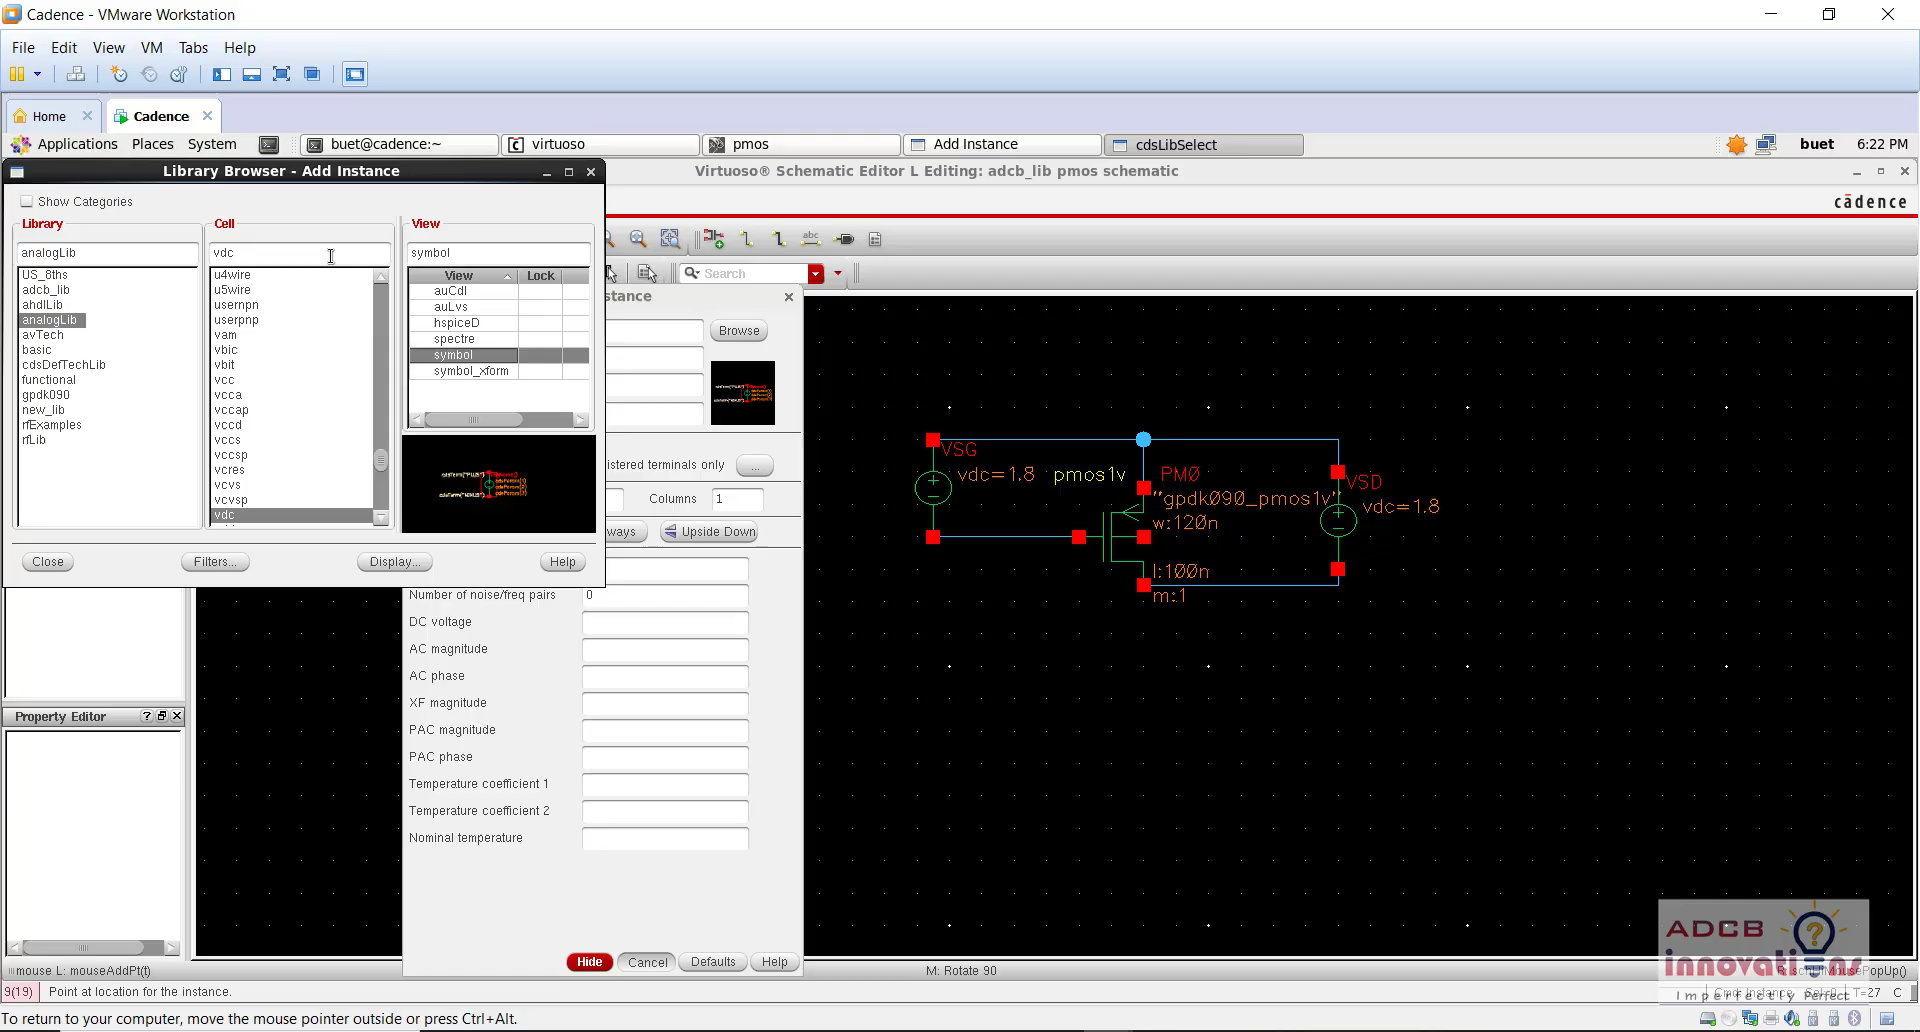 Cadence - VMware Workstation
File Edit View VM Tabs Help
Home
Cadence
Applications Places System
buet@cadence:~
virtuoso
pmos
Add Instance
cdsLibSelect
buet 6:22 PM
Library Browser - Add Instance
Virtuoso® Schematic Editor L Editing: adcb_lib pmos schematic
cādence
Show Categories
Library
analogLib
US_8ths
adcb_lib
ahdlLib
analogLib
avTech
basic
cdsDefTechLib
functional
gpdk090
new_lib
rfExamples
rfLib
Cell
vdc
u4wire
u5wire
usernpn
userpnp
vam
vbic
vbit
vcc
vcca
vccap
vccd
vccs
vccsp
vcres
vcvs
vcvsp
vdc
View
symbol
View Lock
auCdl
auLvs
hspiceD
spectre
symbol
symbol_xform
Close
Filters...
Display...
Help
Search
stance
Browse
istered terminals only
...
Columns 1
ways
Upside Down
Number of noise/freq pairs 0
DC voltage
AC magnitude
AC phase
XF magnitude
PAC magnitude
PAC phase
Temperature coefficient 1
Temperature coefficient 2
Nominal temperature
Hide
Cancel
Defaults
Help
VSG
vdc=1.8
pmos1v
PM0
"gpdk090_pmos1v"
w:120n
l:100n
m:1
VSD
vdc=1.8
Property Editor
mouse L: mouseAddPt(t)
M: Rotate 90
9(19) Point at location for the instance.
ADCB
innovations
Imperfectly Perfect
T=27 C
To return to your computer, move the mouse pointer outside or press Ctrl+Alt.